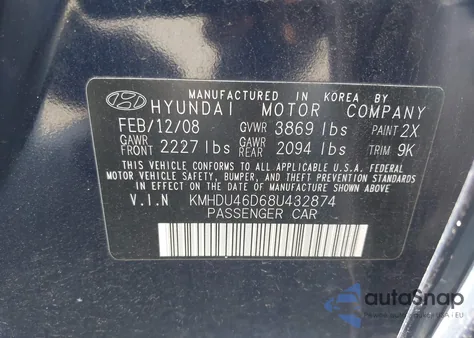 MANUFACTURED IN KOREA BY
HYUNDAI MOTOR COMPANY
FEB/12/08 GVWR 3869 lbs PAINT 2X
GAWR FRONT 2227 lbs GAWR REAR 2094 lbs TRIM 9K
THIS VEHICLE CONFORMS TO ALL APPLICABLE U.S.A. FEDERAL
MOTOR VEHICLE SAFETY, BUMPER, AND THEFT PREVENTION STANDARDS
IN EFFECT ON THE DATE OF MANUFACTURE SHOWN ABOVE.
V.I.N KMHDU46D68U432874
PASSENGER CAR
autoSnap